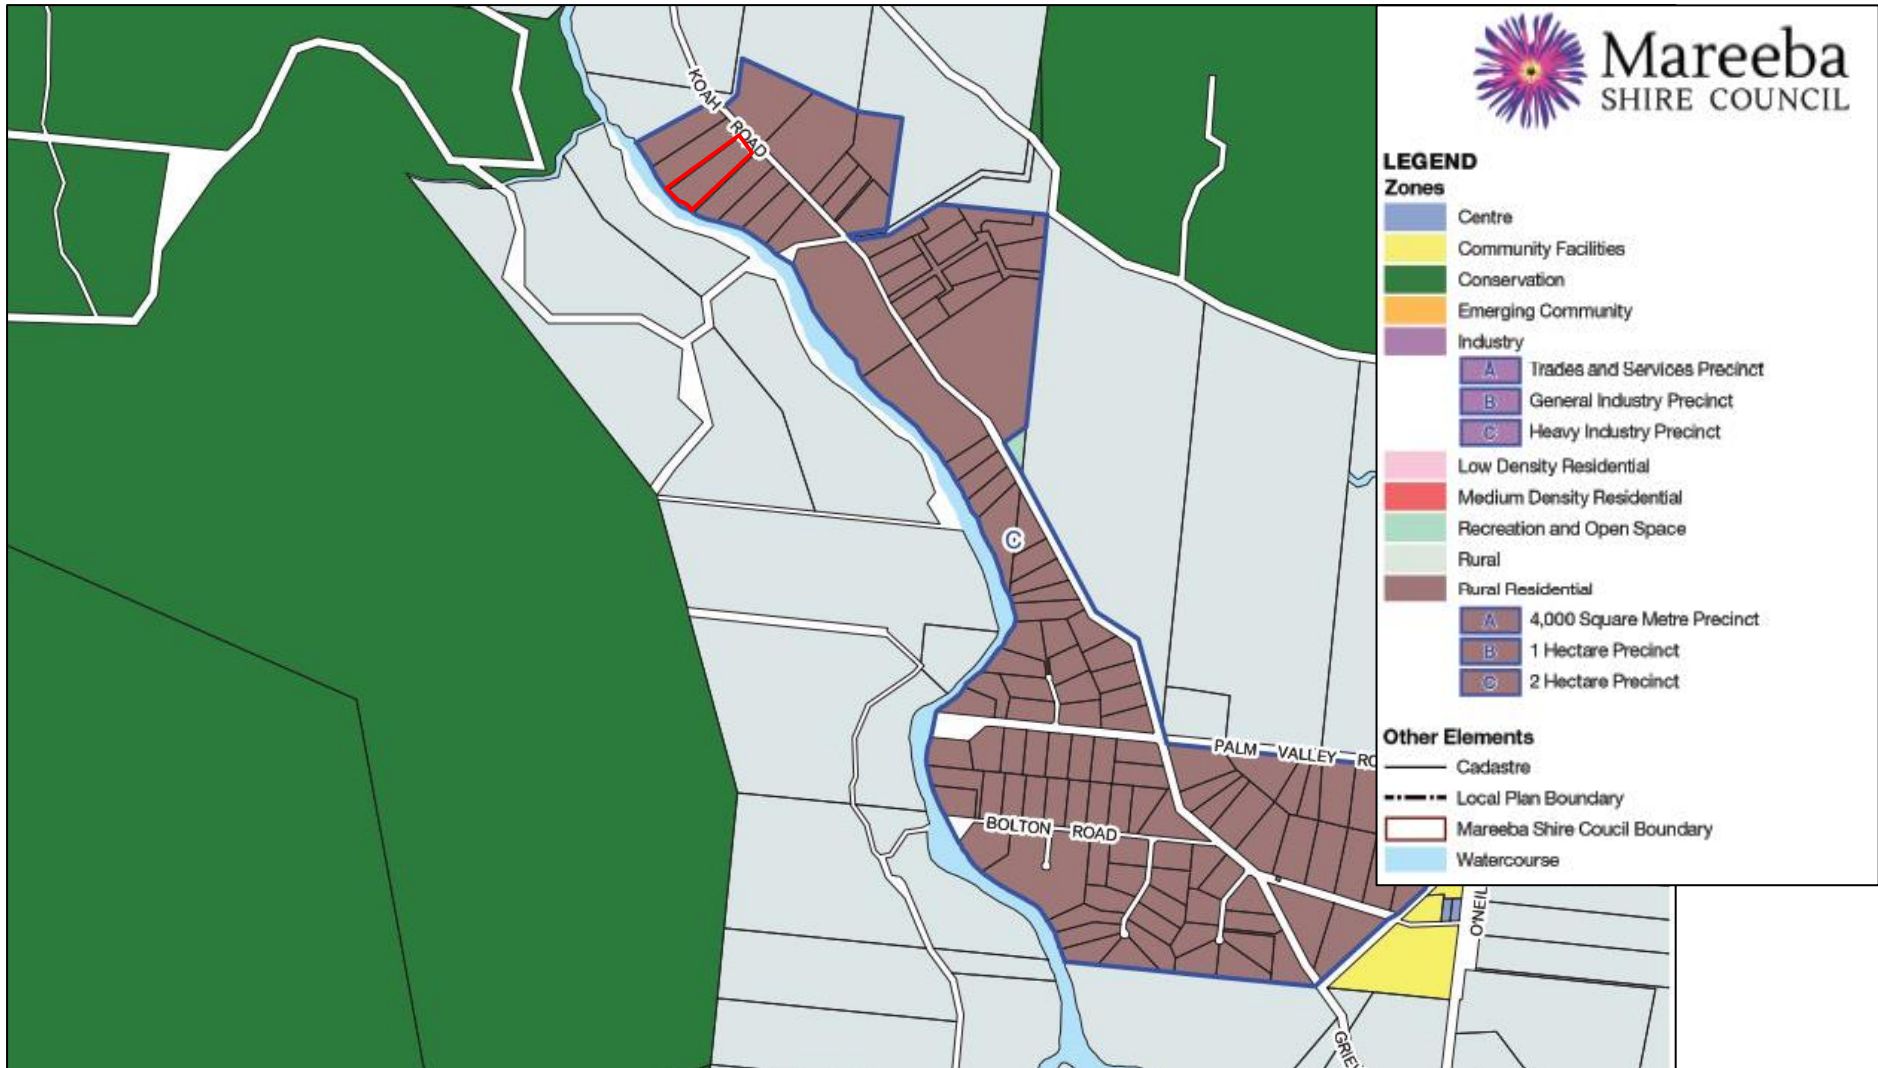 KOAH ROAD
C
PALM VALLEY RO
BOLTON ROAD
O'NEIL
GRIEV
Mareeba
SHIRE COUNCIL
LEGEND
Zones
Centre
Community Facilities
Conservation
Emerging Community
Industry
A Trades and Services Precinct
B General Industry Precinct
C Heavy Industry Precinct
Low Density Residential
Medium Density Residential
Recreation and Open Space
Rural
Rural Residential
A 4,000 Square Metre Precinct
B 1 Hectare Precinct
C 2 Hectare Precinct
Other Elements
Cadastre
Local Plan Boundary
Mareeba Shire Coucil Boundary
Watercourse